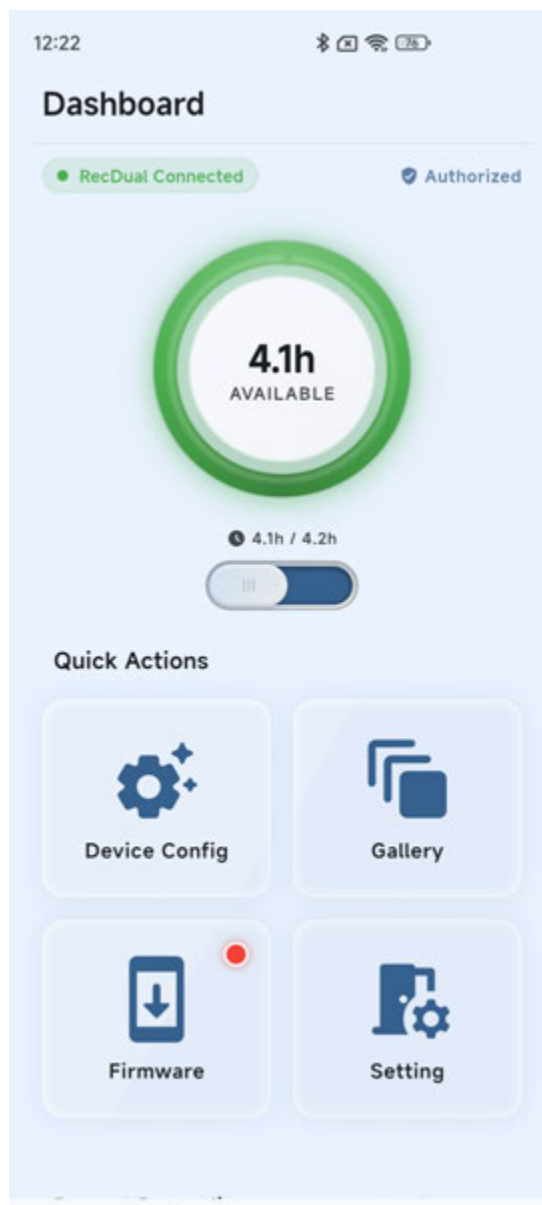 12:22
76
Dashboard
RecDual Connected
Authorized
4.1h
AVAILABLE
4.1h / 4.2h
Quick Actions
Device Config
Gallery
Firmware
Setting